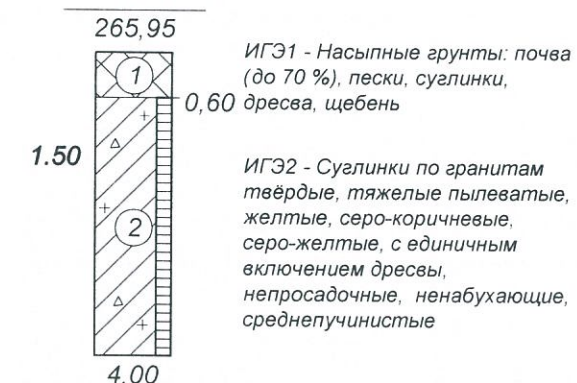 265,95
ИГЭ1 - Насыпные грунты: почва
(до 70 %), пески, суглинки,
дресва, щебень
1
0,60
1.50
ИГЭ2 - Суглинки по гранитам
твёрдые, тяжелые пылеватые,
желтые, серо-коричневые,
серо-желтые, с единичным
включением дресвы,
непросадочные, ненабухающие,
среднепучинистые
2
4.00